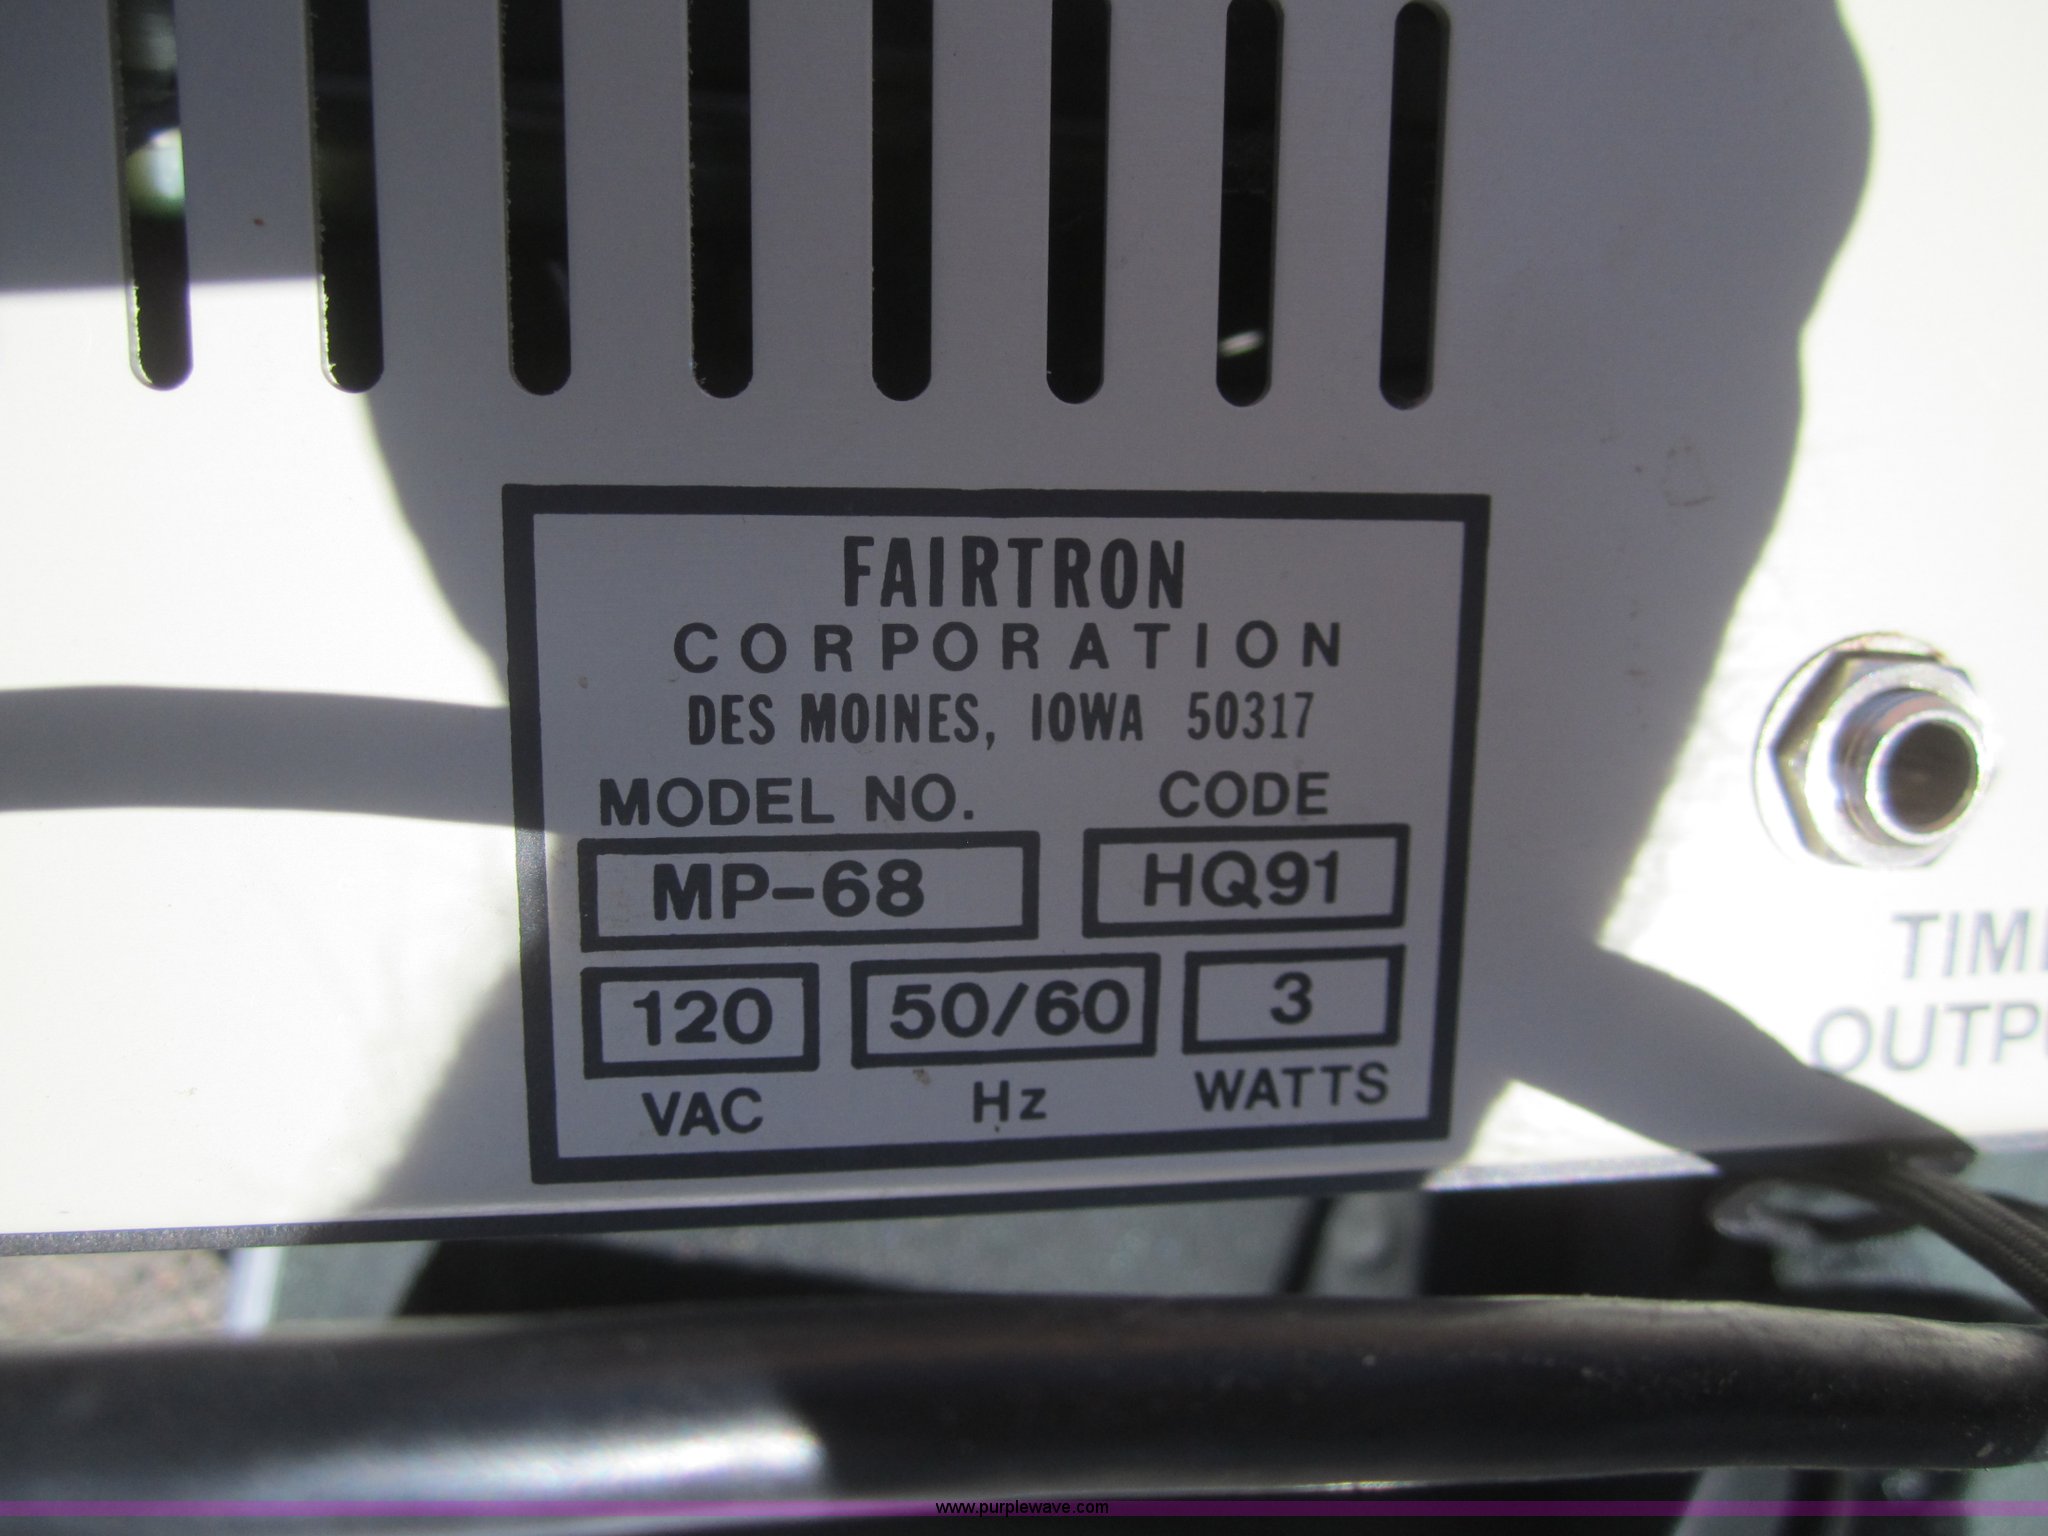 FAIRTRON
CORPORATION
DES MOINES, IOWA 50317
MODEL NO. CODE
MP-68 HQ91
120 50/60 3
VAC Hz WATTS
www.purplewave.com